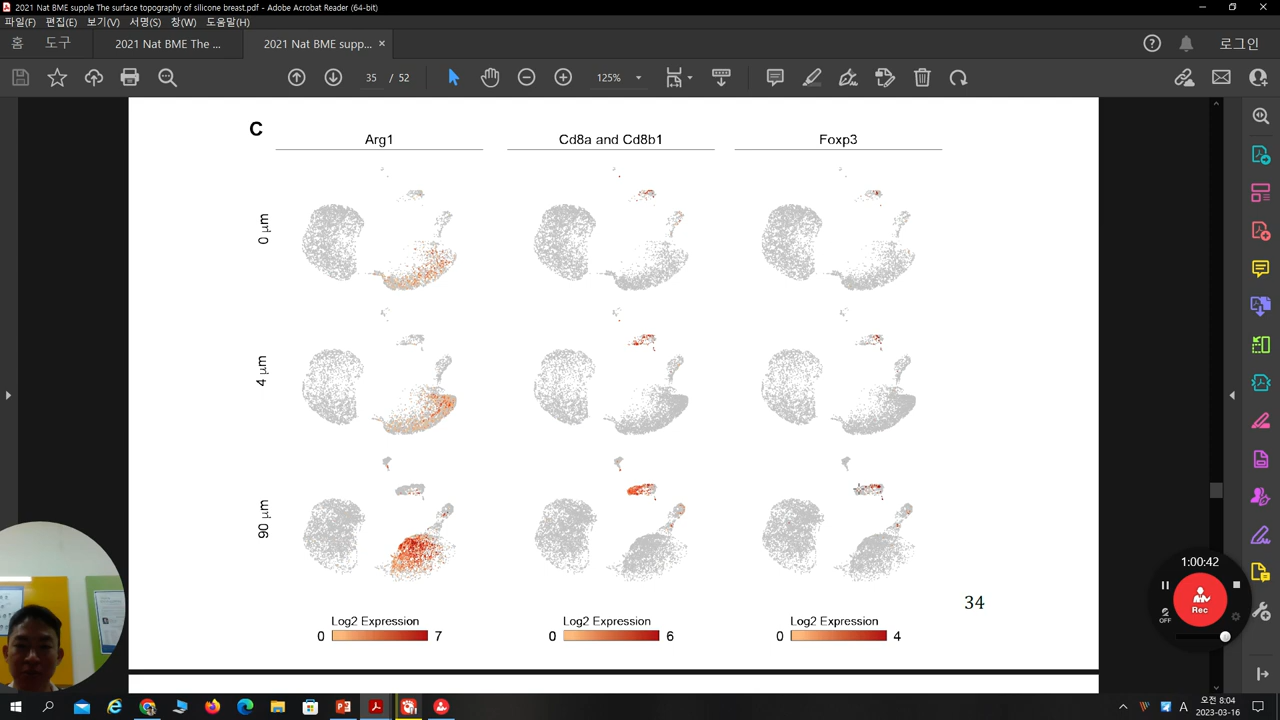 2021 Nat BME supple The surface topography of silicone breast.pdf - Adobe Acrobat Reader (64-bit)
파일(F) 편집(E) 보기(V) 서명(S) 창(W) 도움말(H)
홈 도구 2021 Nat BME The ... 2021 Nat BME supp... ×
로그인
35 / 52 125%
C
Arg1 Cd8a and Cd8b1 Foxp3
0 μm
4 μm
90 μm
34
Log2 Expression Log2 Expression Log2 Expression
0 7 0 6 0 4
1:00:42
Rec
OFF
A
오전 8:04
2023-03-16